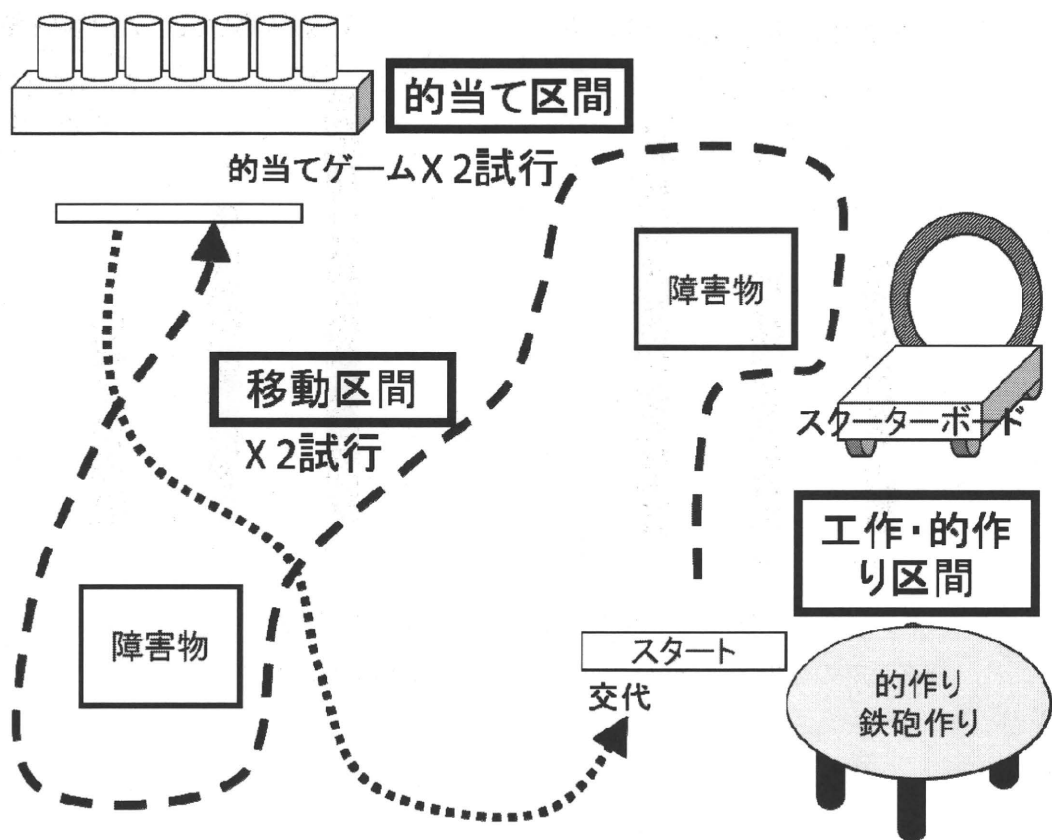 的当て区間
的当てゲームX2試行
障害物
移動区間
X2試行
スクーターボード
工作・的作
り区間
障害物
スタート
交代
的作り
鉄砲作り